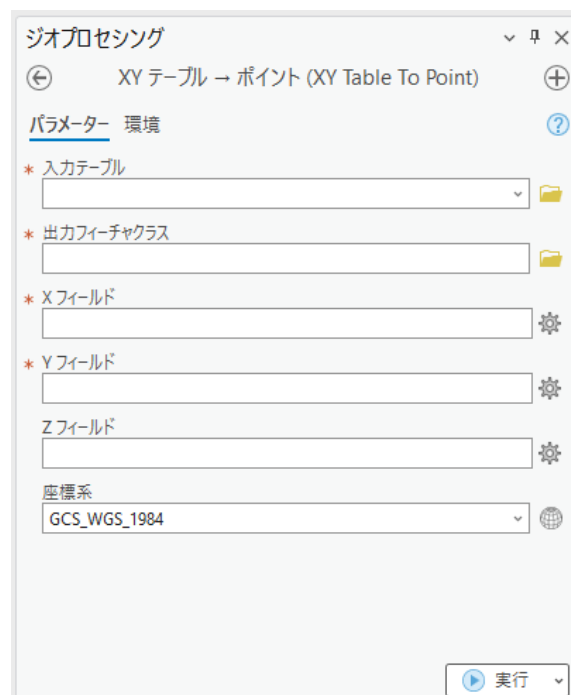 ジオプロセシング
XY テーブル → ポイント (XY Table To Point)
パラメーター 環境
* 入力テーブル
* 出力フィーチャクラス
* X フィールド
* Y フィールド
Z フィールド
座標系
GCS_WGS_1984
実行